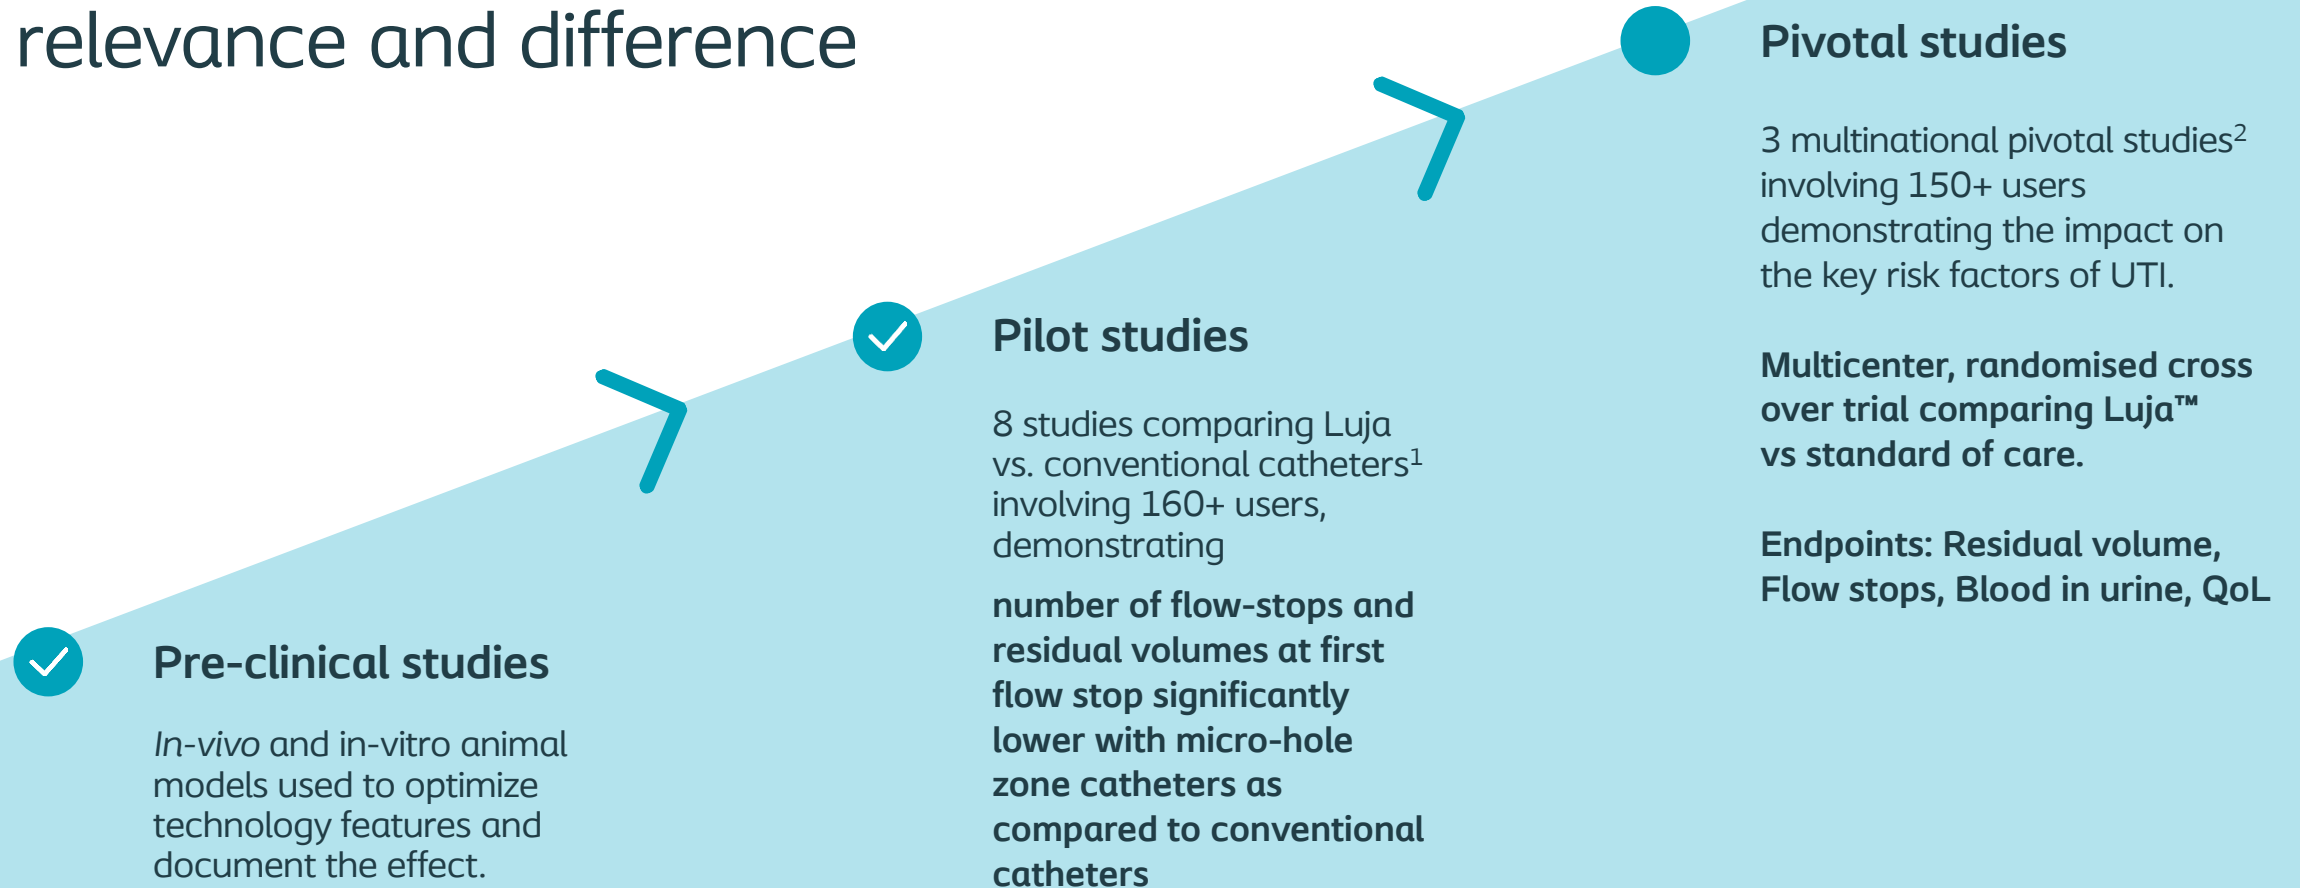 relevance and difference
Pre-clinical studies
In-vivo and in-vitro animal
models used to optimize
technology features and
document the effect.
Pilot studies
8 studies comparing Luja
vs. conventional catheters¹
involving 160+ users,
demonstrating
number of flow-stops and
residual volumes at first
flow stop significantly
lower with micro-hole
zone catheters as
compared to conventional
catheters
Pivotal studies
3 multinational pivotal studies²
involving 150+ users
demonstrating the impact on
the key risk factors of UTI.
Multicenter, randomised cross
over trial comparing Luja™
vs standard of care.
Endpoints: Residual volume,
Flow stops, Blood in urine, QoL